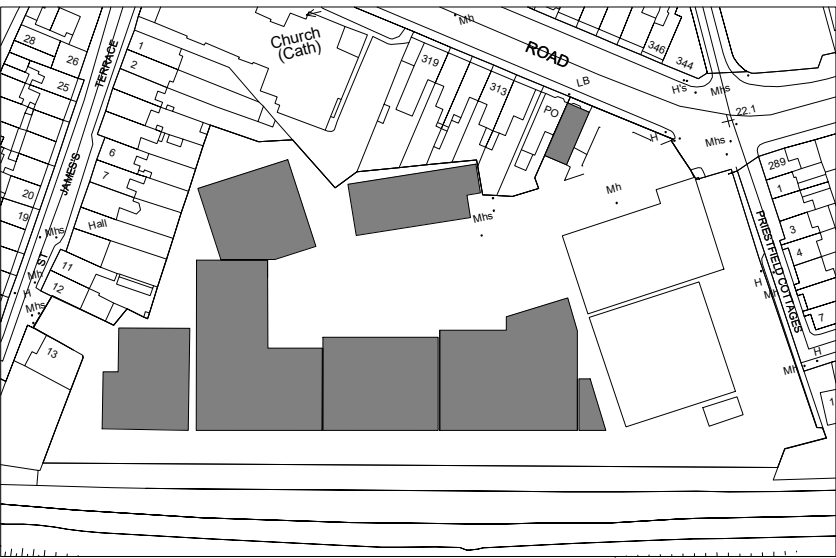 Church
(Cath)
Mh
ROAD
346
344
28
26
25
TERRACE
1
2
319
313
LB
PO
H's
Mhs
22.1
H
Mhs
289
1
3
4
7
PRIESTFIELD COTTAGES
6
7
JAMES'S
20
19
Hall
Mhs
Mh
Mhs
ST
11
12
Mh
H
Mhs
13
Mh
H
Mh
1